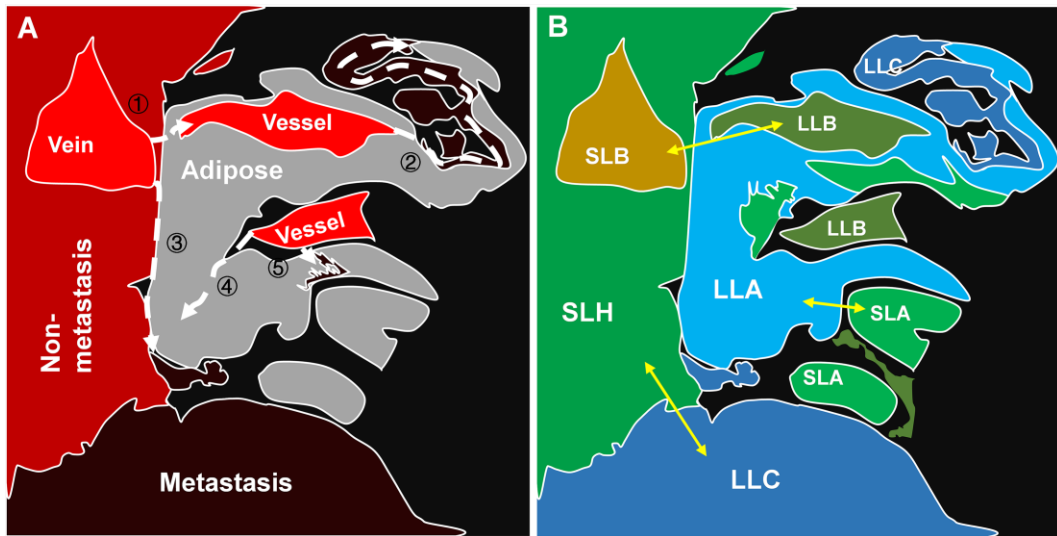 A
①
Vein
Vessel
Adipose
②
Vessel
③
⑤
④
Non-
metastasis
Metastasis
B
LLC
LLB
SLB
LLB
LLA
SLH
SLA
SLA
LLC